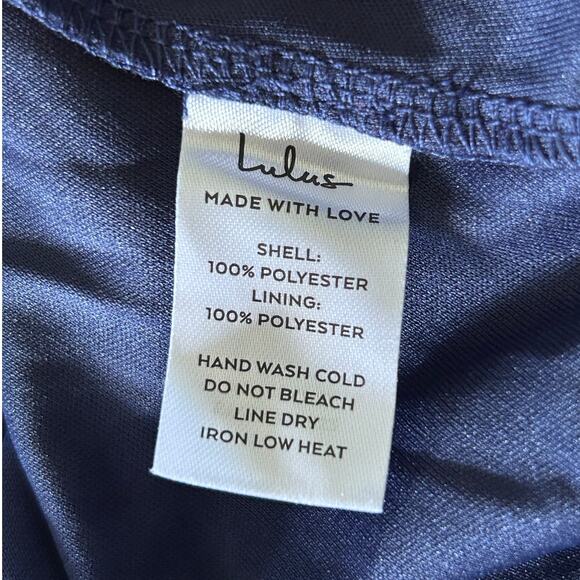 Lulus
MADE WITH LOVE
SHELL:
100% POLYESTER
LINING:
100% POLYESTER
HAND WASH COLD
DO NOT BLEACH
LINE DRY
IRON LOW HEAT